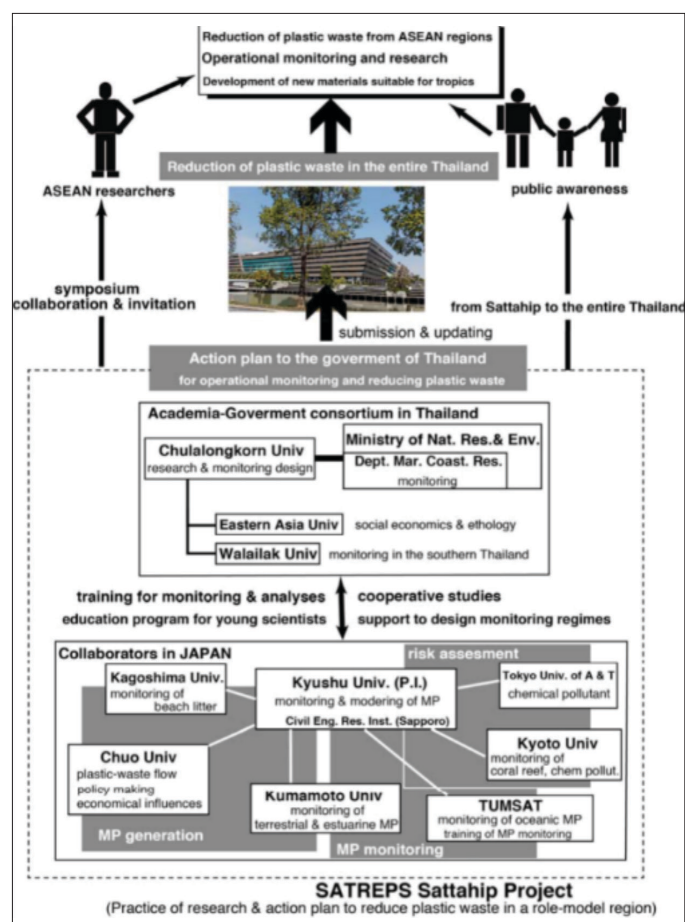 Reduction of plastic waste from ASEAN regions
Operational monitoring and research
Development of new materials suitable for tropics
Reduction of plastic waste in the entire Thailand
ASEAN researchers
public awareness
symposium
collaboration & invitation
from Sattahip to the entire Thailand
submission & updating
Action plan to the goverment of Thailand
for operational monitoring and reducing plastic waste
Academia-Goverment consortium in Thailand
Chulalongkorn Univ
research & monitoring design
Ministry of Nat. Res.& Env.
Dept. Mar. Coast. Res.
monitoring
Eastern Asia Univ
social economics & ethology
Walailak Univ
monitoring in the southern Thailand
training for monitoring & analyses
education program for young scientists
cooperative studies
support to design monitoring regimes
Collaborators in JAPAN
risk assesment
Kagoshima Univ.
monitoring of
beach litter
Kyushu Univ. (P.I.)
monitoring & modering of MP
Civil Eng. Res. Inst. (Sapporo)
Tokyo Univ. of A & T
chemical pollutant
Chuo Univ
plastic-waste flow
policy making
economical influences
Kyoto Univ
monitoring of
coral reef, chem pollut.
Kumamoto Univ
monitoring of
terrestrial & estuarine MP
TUMSAT
monitoring of oceanic MP
training of MP monitoring
MP generation
MP monitoring
SATREPS Sattahip Project
(Practice of research & action plan to reduce plastic waste in a role-model region)